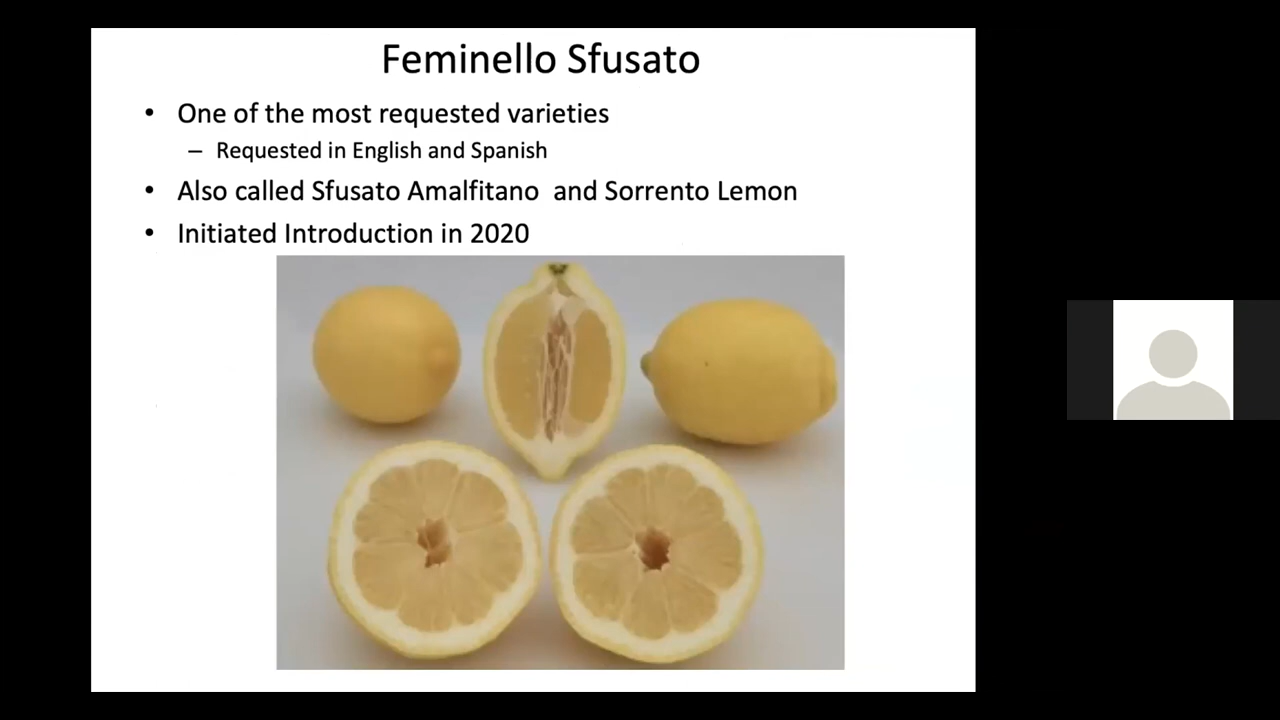 Feminello Sfusato
• One of the most requested varieties
– Requested in English and Spanish
• Also called Sfusato Amalfitano  and Sorrento Lemon
• Initiated Introduction in 2020